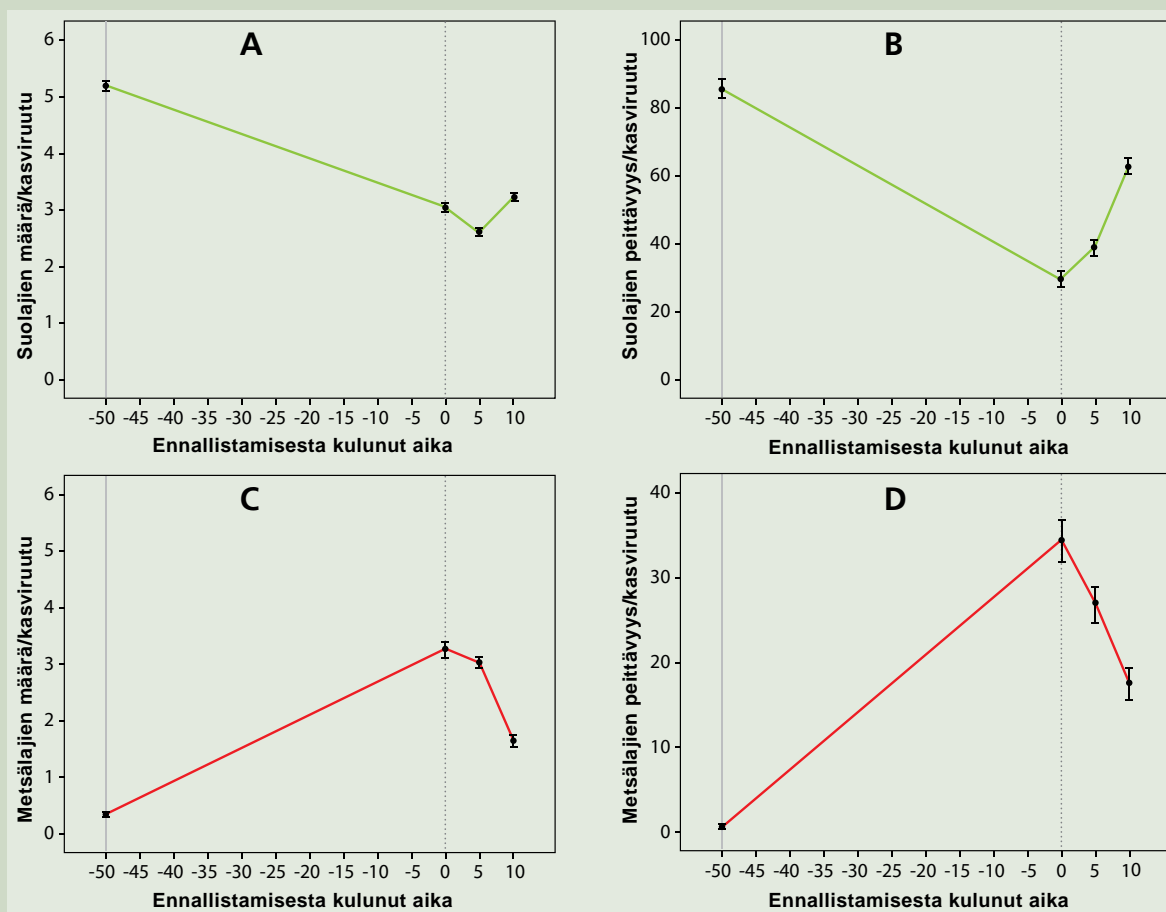 A
Suolajien määrä/kasviruutu
6
5
4
3
2
1
0
-50 -45 -40 -35 -30 -25 -20 -15 -10 -5 0 5 10
Ennallistamisesta kulunut aika
B
Suolajien peittävyys/kasviruutu
100
80
60
40
20
0
-50 -45 -40 -35 -30 -25 -20 -15 -10 -5 0 5 10
Ennallistamisesta kulunut aika
C
Metsälajien määrä/kasviruutu
6
5
4
3
2
1
0
-50 -45 -40 -35 -30 -25 -20 -15 -10 -5 0 5 10
Ennallistamisesta kulunut aika
D
Metsälajien peittävyys/kasviruutu
40
30
20
10
0
-50 -45 -40 -35 -30 -25 -20 -15 -10 -5 0 5 10
Ennallistamisesta kulunut aika